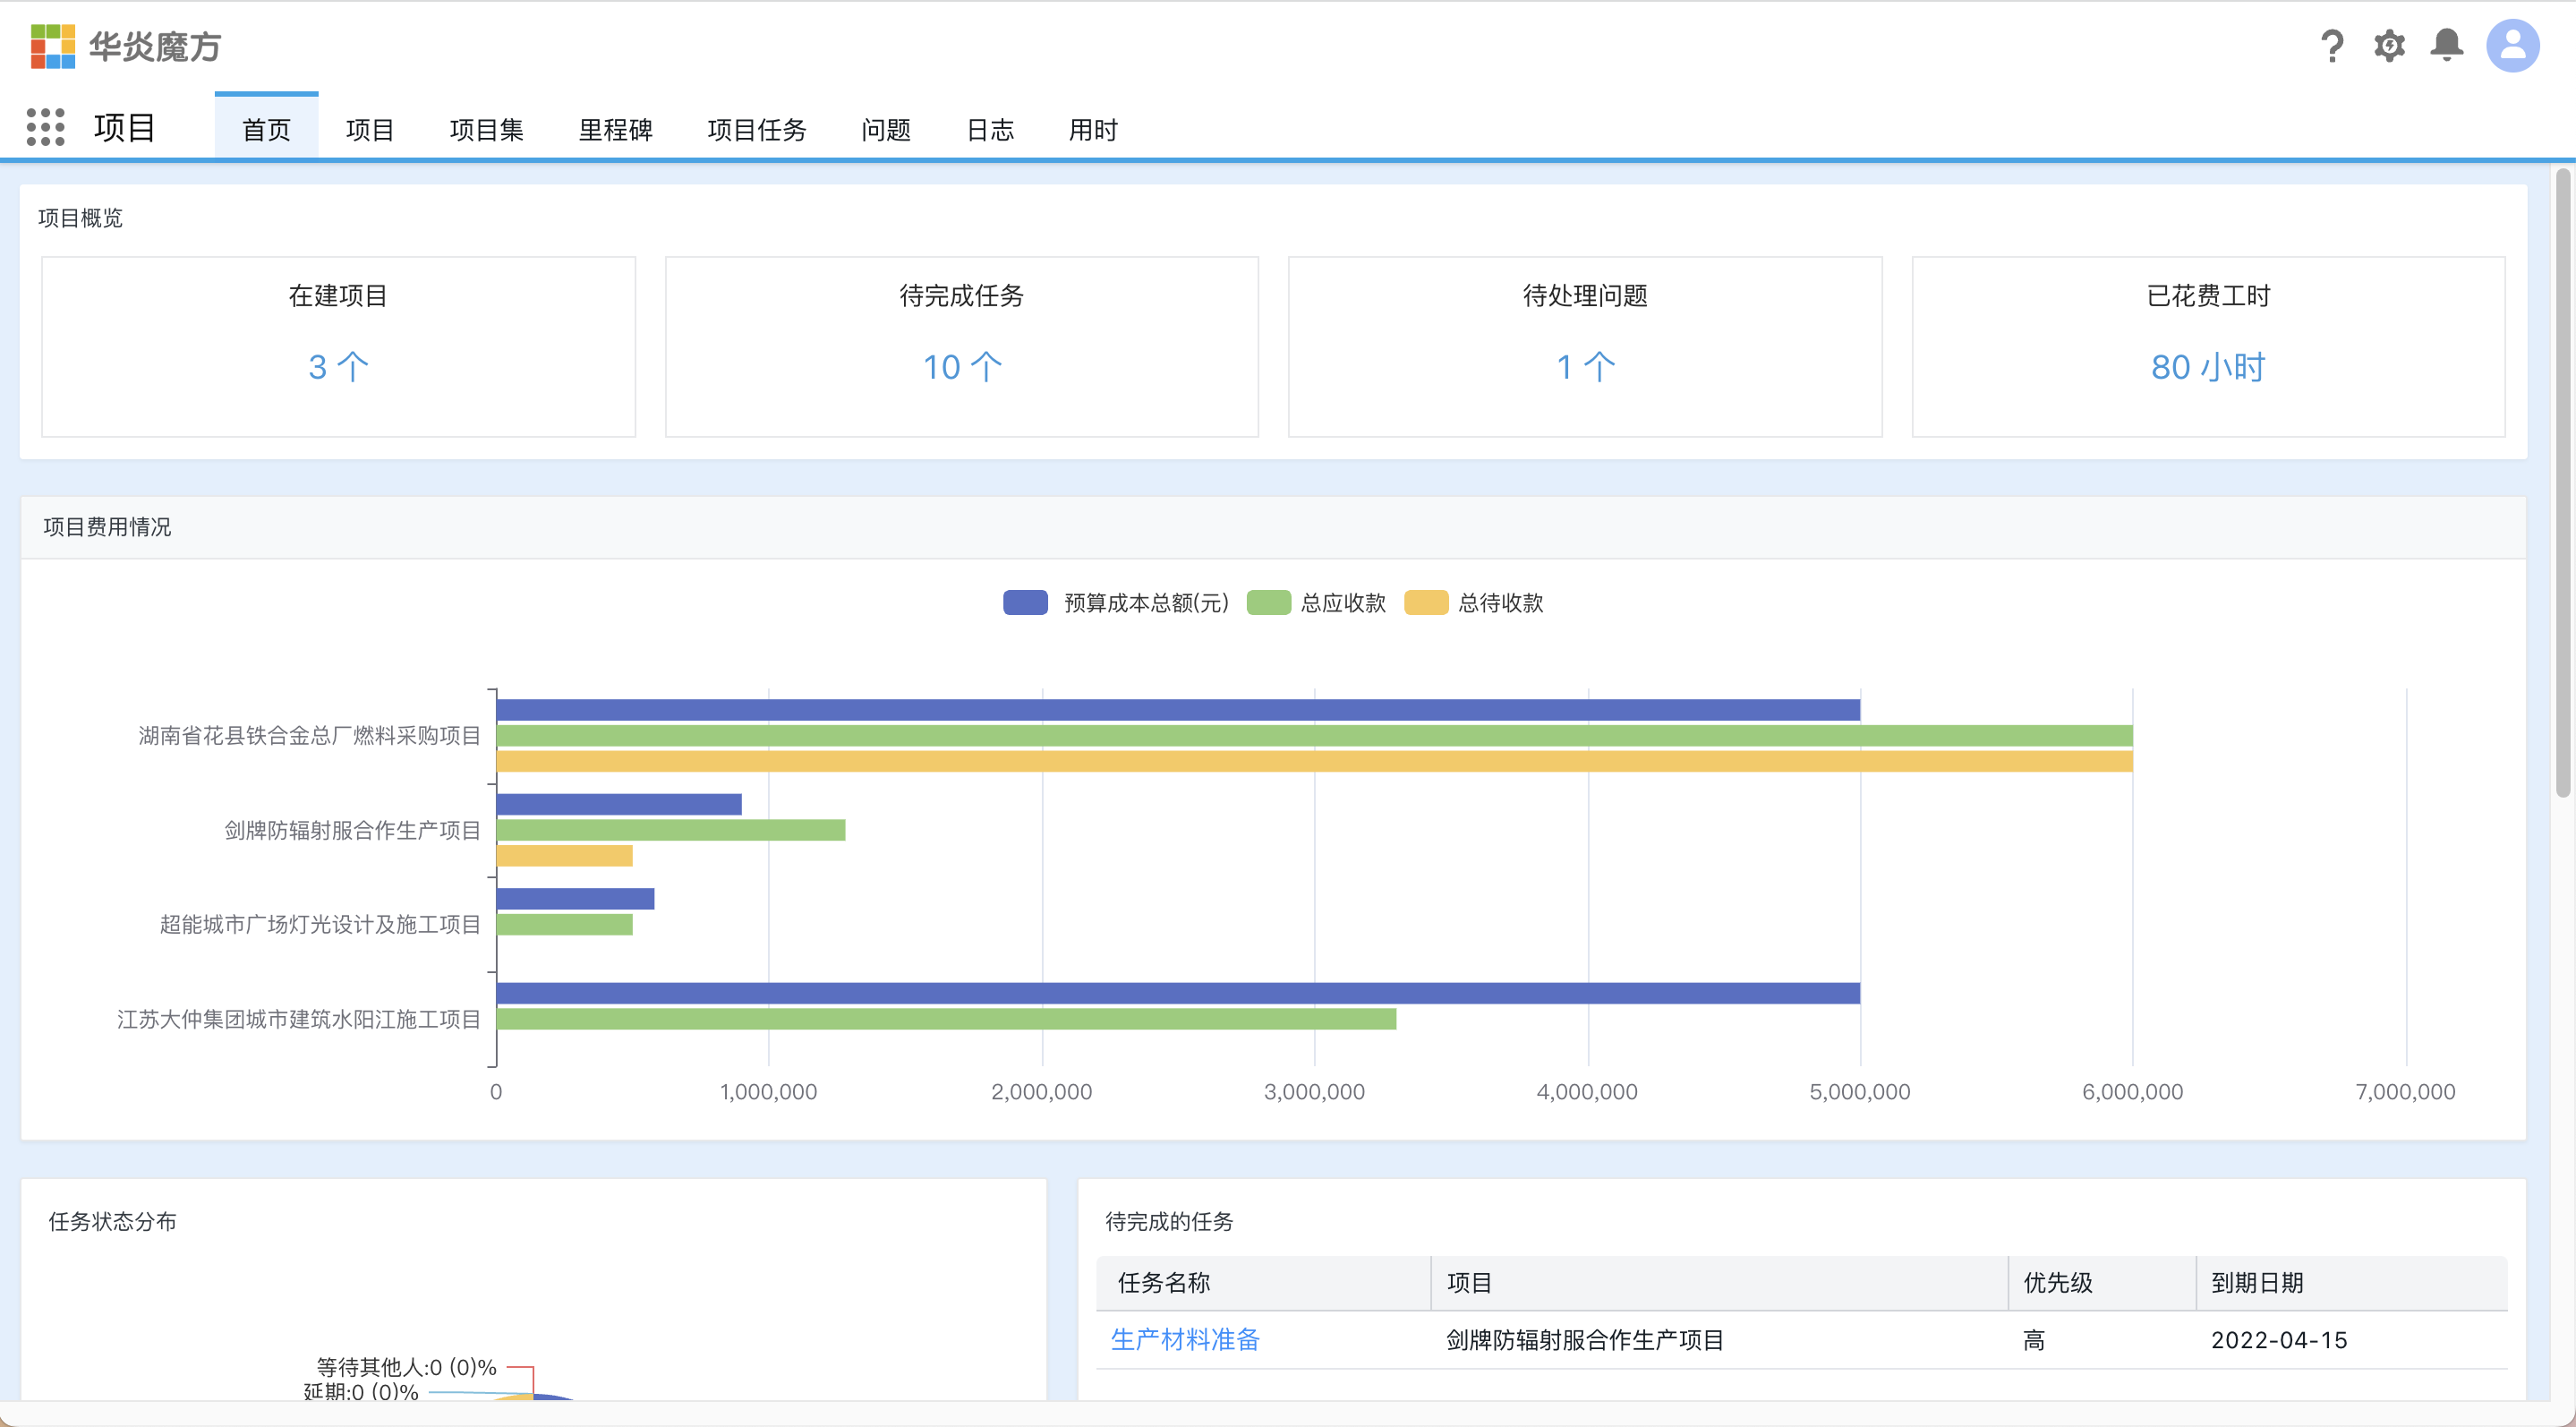 华炎魔方
项目 首页 项目 项目集 里程碑 项目任务 问题 日志 用时
项目概览
在建项目 待完成任务 待处理问题 已花费工时
3 个 10 个 1 个 80 小时
项目费用情况
预算成本总额(元) 总应收款 总待收款
湖南省花县铁合金总厂燃料采购项目
剑牌防辐射服合作生产项目
超能城市广场灯光设计及施工项目
江苏大仲集团城市建筑水阳江施工项目
0 1,000,000 2,000,000 3,000,000 4,000,000 5,000,000 6,000,000 7,000,000
任务状态分布
等待其他人:0 (0)%
延期:0 (0)%
待完成的任务
任务名称 项目 优先级 到期日期
生产材料准备 剑牌防辐射服合作生产项目 高 2022-04-15